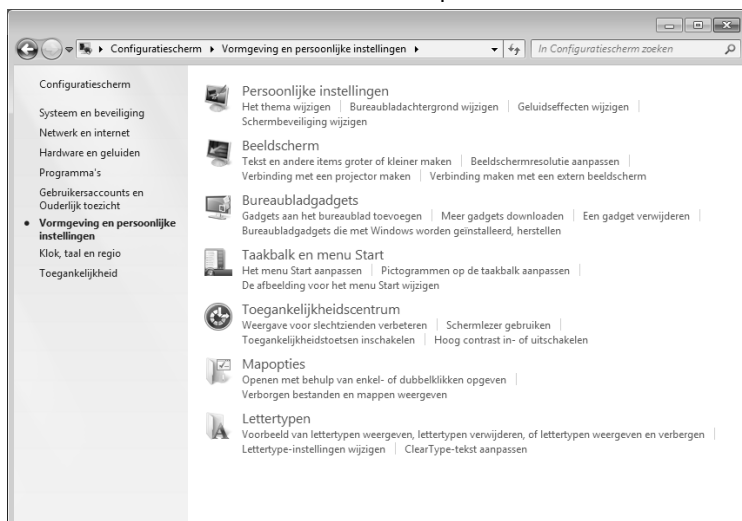 Configuratiescherm ▸ Vormgeving en persoonlijke instellingen ▸
In Configuratiescherm zoeken
Configuratiescherm
Systeem en beveiliging
Netwerk en internet
Hardware en geluiden
Programma's
Gebruikersaccounts en
Ouderlijk toezicht
Vormgeving en persoonlijke
instellingen
Klok, taal en regio
Toegankelijkheid
Persoonlijke instellingen
Het thema wijzigen | Bureaubladachtergrond wijzigen | Geluidseffecten wijzigen |
Schermbeveiliging wijzigen
Beeldscherm
Tekst en andere items groter of kleiner maken | Beeldschermresolutie aanpassen |
Verbinding met een projector maken | Verbinding maken met een extern beeldscherm
Bureaubladgadgets
Gadgets aan het bureaublad toevoegen | Meer gadgets downloaden | Een gadget verwijderen |
Bureaubladgadgets die met Windows worden geïnstalleerd, herstellen
Taakbalk en menu Start
Het menu Start aanpassen | Pictogrammen op de taakbalk aanpassen |
De afbeelding voor het menu Start wijzigen
Toegankelijkheidscentrum
Weergave voor slechtzienden verbeteren | Schermlezer gebruiken |
Toegankelijkheidstoetsen inschakelen | Hoog contrast in- of uitschakelen
Mapopties
Openen met behulp van enkel- of dubbelklikken opgeven |
Verborgen bestanden en mappen weergeven
Lettertypen
Voorbeeld van lettertypen weergeven, lettertypen verwijderen, of lettertypen weergeven en verbergen |
Lettertype-instellingen wijzigen | ClearType-tekst aanpassen